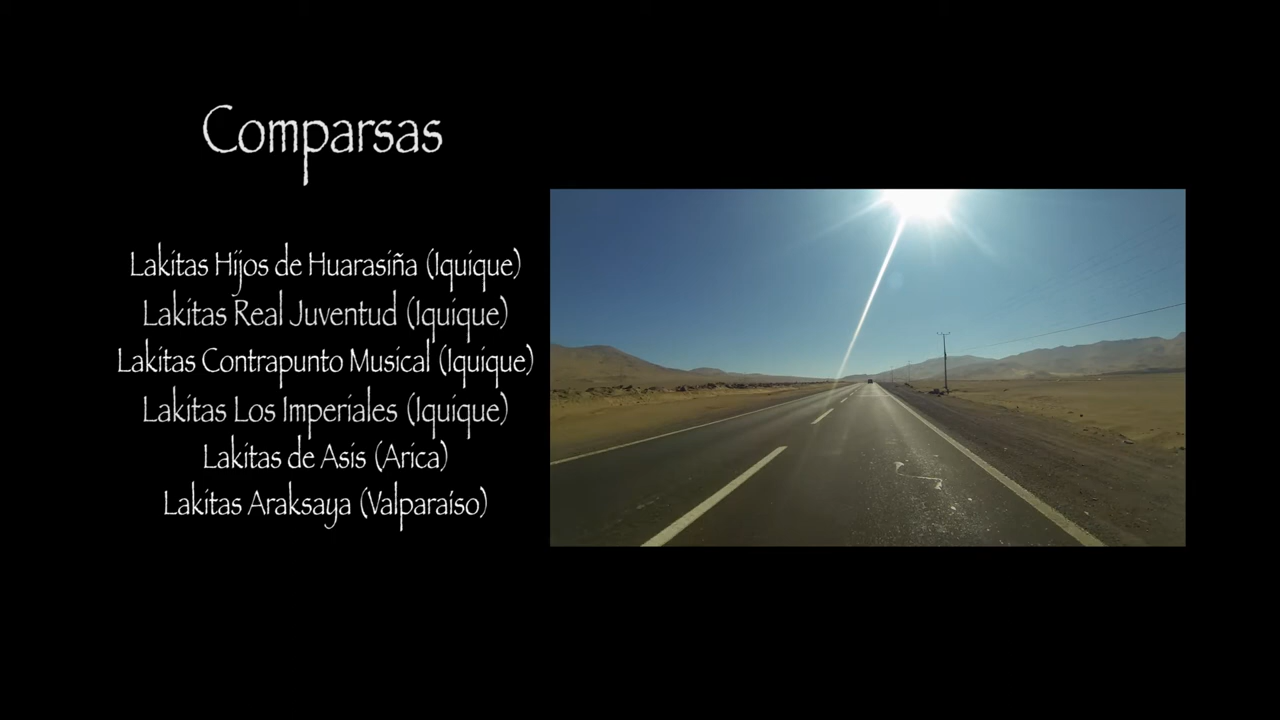 Comparsas
Lakitas Hijos de Huarasiña (Iquique)
Lakitas Real Juventud (Iquique)
Lakitas Contrapunto Musical (Iquique)
Lakitas Los Imperiales (Iquique)
Lakitas de Asis (Arica)
Lakitas Araksaya (Valparaíso)